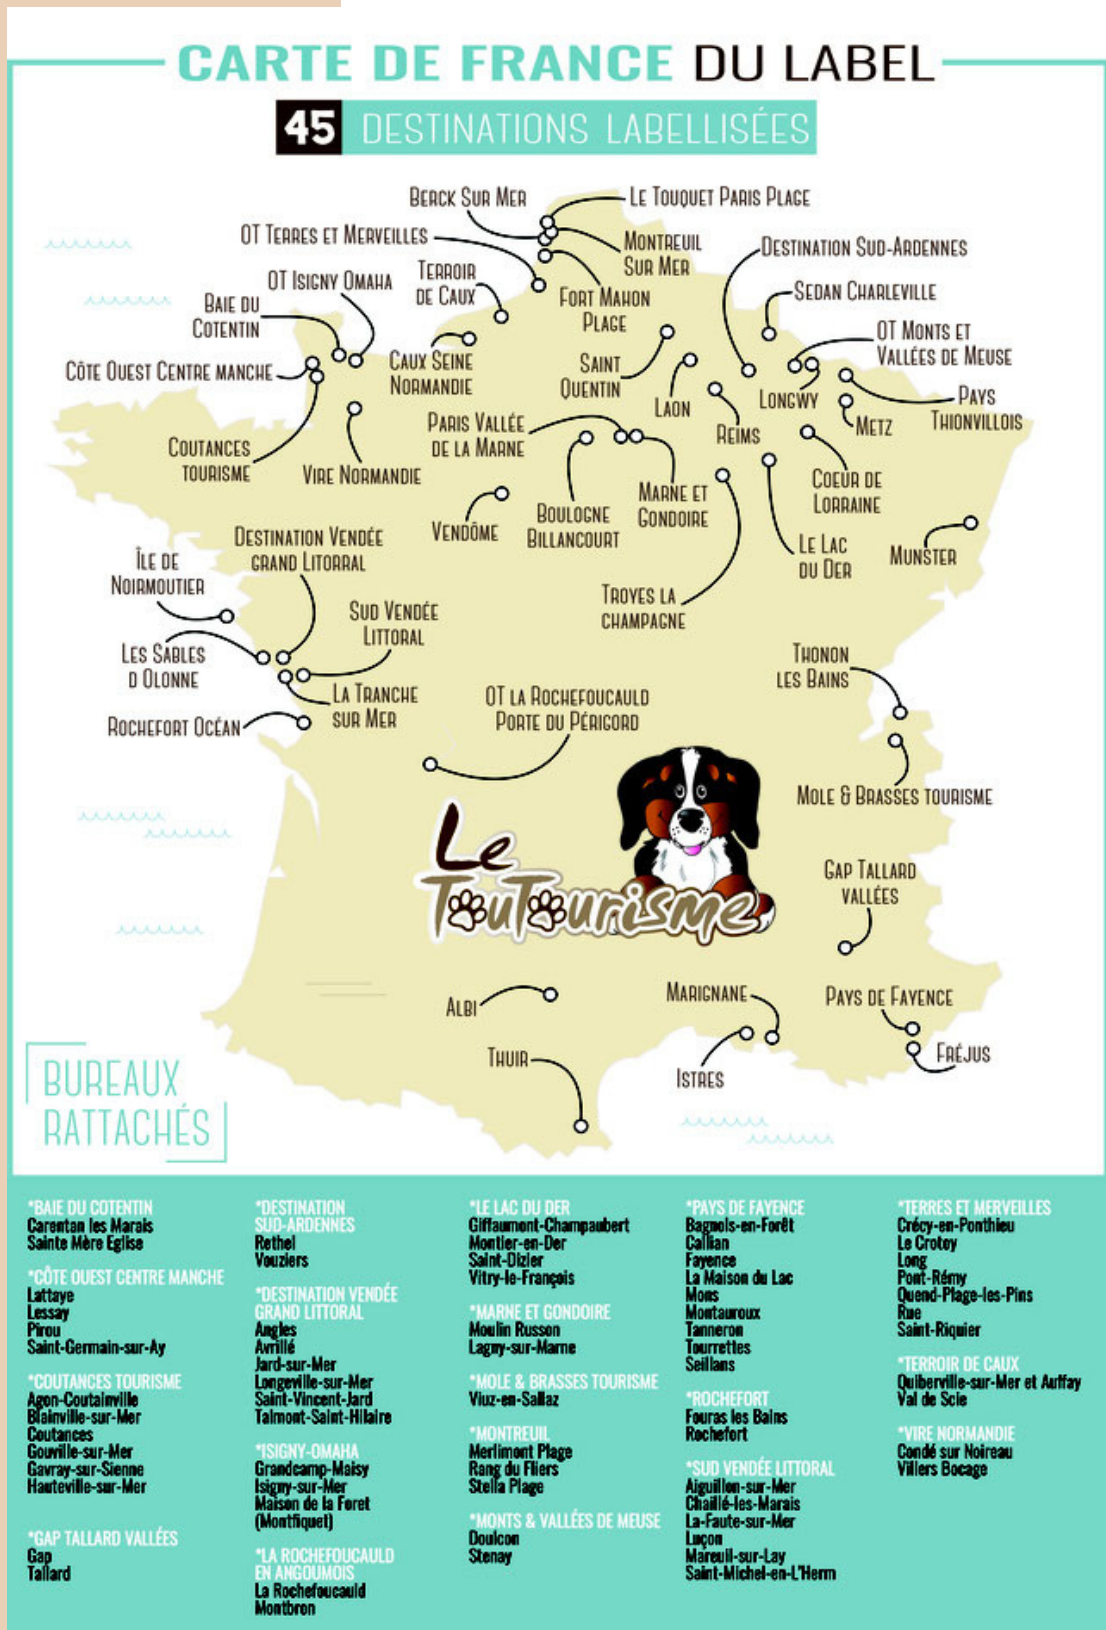 CARTE DE FRANCE DU LABEL
45 DESTINATIONS LABELLISÉES
BERCK SUR MER
LE TOUQUET PARIS PLAGE
OT TERRES ET MERVEILLES
MONTREUIL
SUR MER
DESTINATION SUD-ARDENNES
OT ISIGNY OMAHA
TERROIR
DE CAUX
FORT MAHON
PLAGE
SEDAN CHARLEVILLE
BAIE DU
COTENTIN
OT MONTS ET
VALLÉES DE MEUSE
CÔTE OUEST CENTRE MANCHE
CAUX SEINE
NORMANDIE
SAINT
QUENTIN
LAON
LONGWY
PAYS
THIONVILLOIS
PARIS VALLÉE
DE LA MARNE
REIMS
METZ
COUTANCES
TOURISME
VIRE NORMANDIE
COEUR DE
LORRAINE
VENDÔME
BOULOGNE
BILLANCOURT
MARNE ET
GONDOIRE
DESTINATION VENDÉE
GRAND LITORRAL
LE LAC
DU DER
MUNSTER
ÎLE DE
NOIRMOUTIER
SUD VENDÉE
LITTORAL
TROYES LA
CHAMPAGNE
LES SABLES
D OLONNE
THONON
LES BAINS
LA TRANCHE
SUR MER
OT LA ROCHEFOUCAULD
PORTE DU PÉRIGORD
ROCHEFORT OCÉAN
MOLE & BRASSES TOURISME
Le
TouTourisme
GAP TALLARD
VALLÉES
ALBI
MARIGNANE
PAYS DE FAYENCE
THUIR
ISTRES
FRÉJUS
BUREAUX
RATTACHÉS
*BAIE DU COTENTIN
Carentan les Marais
Sainte Mère Eglise
*CÔTE OUEST CENTRE MANCHE
Lattaye
Lessay
Pirou
Saint-Germain-sur-Ay
*COUTANCES TOURISME
Agon-Coutainville
Blainville-sur-Mer
Coutances
Gouville-sur-Mer
Gavray-sur-Sienne
Hauteville-sur-Mer
*GAP TALLARD VALLÉES
Gap
Tallard
*DESTINATION
SUD-ARDENNES
Rethel
Vouziers
*DESTINATION VENDÉE
GRAND LITTORAL
Angles
Avrillé
Jard-sur-Mer
Longeville-sur-Mer
Saint-Vincent-Jard
Talmont-Saint-Hilaire
*ISIGNY-OMAHA
Grandcamp-Maisy
Isigny-sur-Mer
Maison de la Foret
(Montfiquet)
*LA ROCHEFOUCAULD
EN ANGOUMOIS
La Rochefoucauld
Montbron
*LE LAC DU DER
Giffaumont-Champaubert
Montier-en-Der
Saint-Dizier
Vitry-le-François
*MARNE ET GONDOIRE
Moulin Russon
Lagny-sur-Marne
*MOLE & BRASSES TOURISME
Viuz-en-Sallaz
*MONTREUIL
Merlimont Plage
Rang du Fliers
Stella Plage
*MONTS & VALLÉES DE MEUSE
Doulcon
Stenay
*PAYS DE FAYENCE
Bagnols-en-Forêt
Callian
Fayence
La Maison du Lac
Mons
Montauroux
Tanneron
Tourrettes
Seillans
*ROCHEFORT
Fouras les Bains
Rochefort
*SUD VENDÉE LITTORAL
Aiguillon-sur-Mer
Chaillé-les-Marais
La-Faute-sur-Mer
Luçon
Mareuil-sur-Lay
Saint-Michel-en-L'Herm
*TERRES ET MERVEILLES
Crécy-en-Ponthieu
Le Crotoy
Long
Pont-Rémy
Quend-Plage-les-Pins
Rue
Saint-Riquier
*TERROIR DE CAUX
Quiberville-sur-Mer et Auffay
Val de Scie
*VIRE NORMANDIE
Condé sur Noireau
Villers Bocage